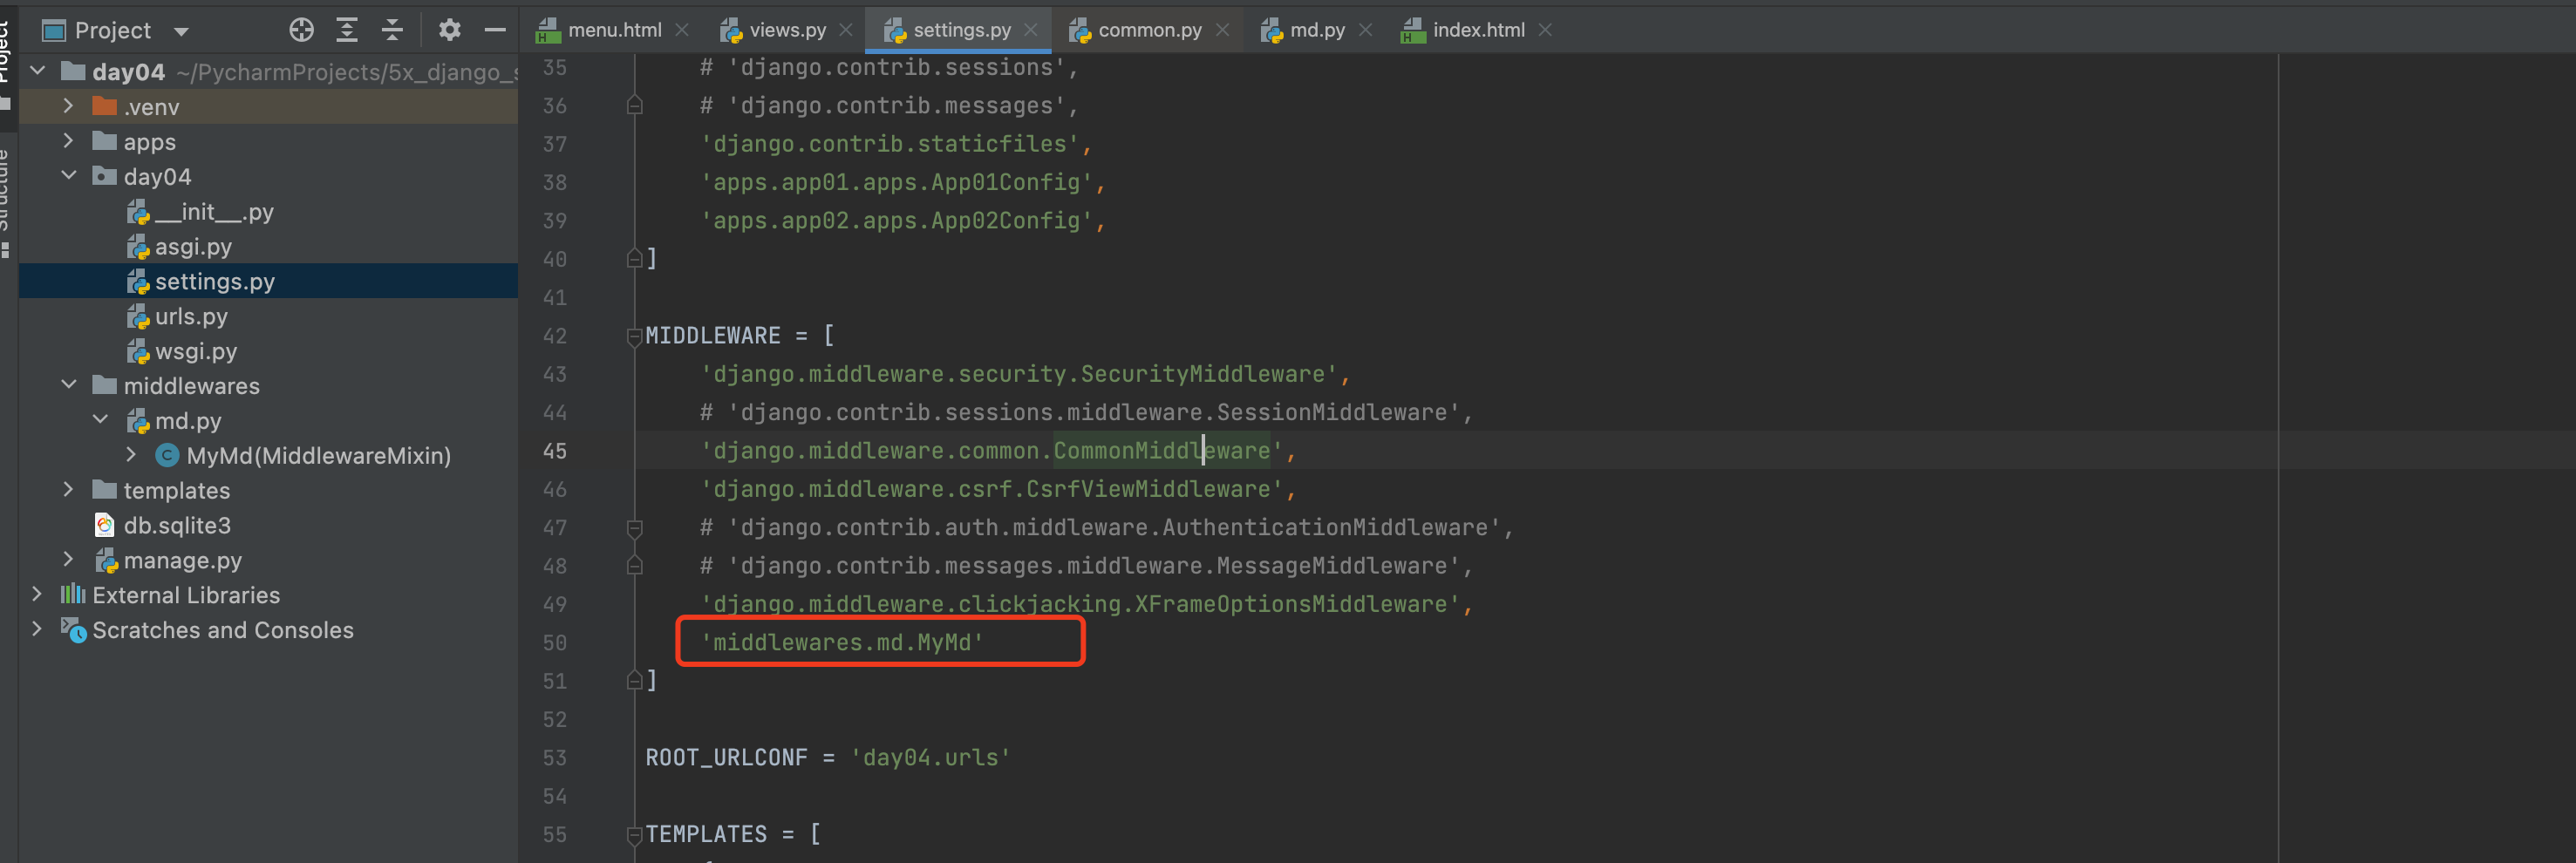 Project
Structure
Project
day04 ~/PycharmProjects/5x_django_s
.venv
apps
day04
__init__.py
asgi.py
settings.py
urls.py
wsgi.py
middlewares
md.py
C MyMd(MiddlewareMixin)
templates
db.sqlite3
manage.py
External Libraries
Scratches and Consoles
H menu.html
views.py
settings.py
common.py
md.py
H index.html
35 # 'django.contrib.sessions',
36 # 'django.contrib.messages',
37 'django.contrib.staticfiles',
38 'apps.app01.apps.App01Config',
39 'apps.app02.apps.App02Config',
40 ]
41
42 MIDDLEWARE = [
43 'django.middleware.security.SecurityMiddleware',
44 # 'django.contrib.sessions.middleware.SessionMiddleware',
45 'django.middleware.common.CommonMiddleware',
46 'django.middleware.csrf.CsrfViewMiddleware',
47 # 'django.contrib.auth.middleware.AuthenticationMiddleware',
48 # 'django.contrib.messages.middleware.MessageMiddleware',
49 'django.middleware.clickjacking.XFrameOptionsMiddleware',
50 'middlewares.md.MyMd'
51 ]
52
53 ROOT_URLCONF = 'day04.urls'
54
55 TEMPLATES = [